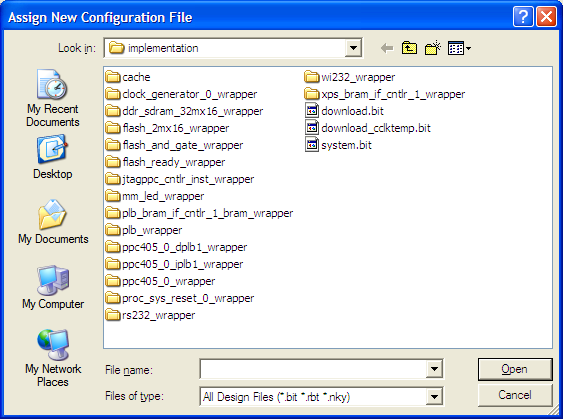 Assign New Configuration File
Look in: implementation
My Recent
Documents
Desktop
My Documents
My Computer
My Network
Places
cache
clock_generator_0_wrapper
ddr_sdram_32mx16_wrapper
flash_2mx16_wrapper
flash_and_gate_wrapper
flash_ready_wrapper
jtagppc_cntlr_inst_wrapper
mm_led_wrapper
plb_bram_if_cntlr_1_bram_wrapper
plb_wrapper
ppc405_0_dplb1_wrapper
ppc405_0_iplb1_wrapper
ppc405_0_wrapper
proc_sys_reset_0_wrapper
rs232_wrapper
wi232_wrapper
xps_bram_if_cntlr_1_wrapper
download.bit
download_cclktemp.bit
system.bit
File name:
Open
Files of type: All Design Files (*.bit *.rbt *.nky)
Cancel